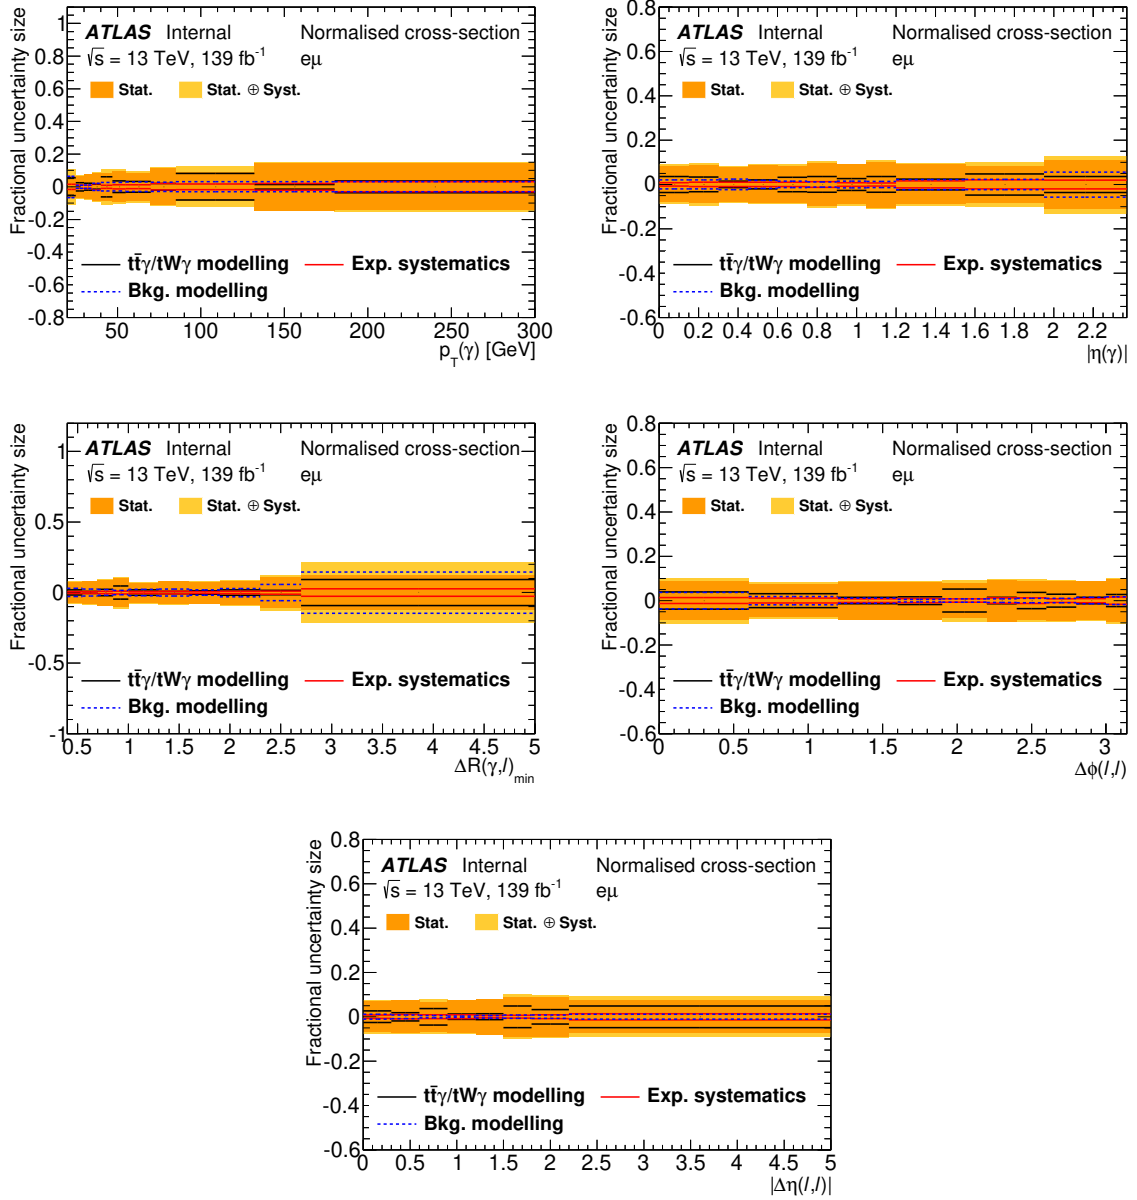 Fractional uncertainty size
ATLAS Internal Normalised cross-section
√s = 13 TeV, 139 fb⁻¹ eμ
Stat. Stat. ⊕ Syst.
tt̄γ/tWγ modelling Exp. systematics
Bkg. modelling
1
0.8
0.6
0.4
0.2
0
-0.2
-0.4
-0.6
-0.8
50 100 150 200 250 300
p_T(γ) [GeV]
Fractional uncertainty size
ATLAS Internal Normalised cross-section
√s = 13 TeV, 139 fb⁻¹ eμ
Stat. Stat. ⊕ Syst.
tt̄γ/tWγ modelling Exp. systematics
Bkg. modelling
0.8
0.6
0.4
0.2
0
-0.2
-0.4
-0.6
0 0.2 0.4 0.6 0.8 1 1.2 1.4 1.6 1.8 2 2.2
|η(γ)|
Fractional uncertainty size
ATLAS Internal Normalised cross-section
√s = 13 TeV, 139 fb⁻¹ eμ
Stat. Stat. ⊕ Syst.
tt̄γ/tWγ modelling Exp. systematics
Bkg. modelling
1
0.5
0
-0.5
-1
0.5 1 1.5 2 2.5 3 3.5 4 4.5 5
ΔR(γ,l)_min
Fractional uncertainty size
ATLAS Internal Normalised cross-section
√s = 13 TeV, 139 fb⁻¹ eμ
Stat. Stat. ⊕ Syst.
tt̄γ/tWγ modelling Exp. systematics
Bkg. modelling
0.8
0.6
0.4
0.2
0
-0.2
-0.4
-0.6
0 0.5 1 1.5 2 2.5 3
Δϕ(l,l)
Fractional uncertainty size
ATLAS Internal Normalised cross-section
√s = 13 TeV, 139 fb⁻¹ eμ
Stat. Stat. ⊕ Syst.
tt̄γ/tWγ modelling Exp. systematics
Bkg. modelling
0.8
0.6
0.4
0.2
0
-0.2
-0.4
-0.6
0 0.5 1 1.5 2 2.5 3 3.5 4 4.5 5
|Δη(l,l)|